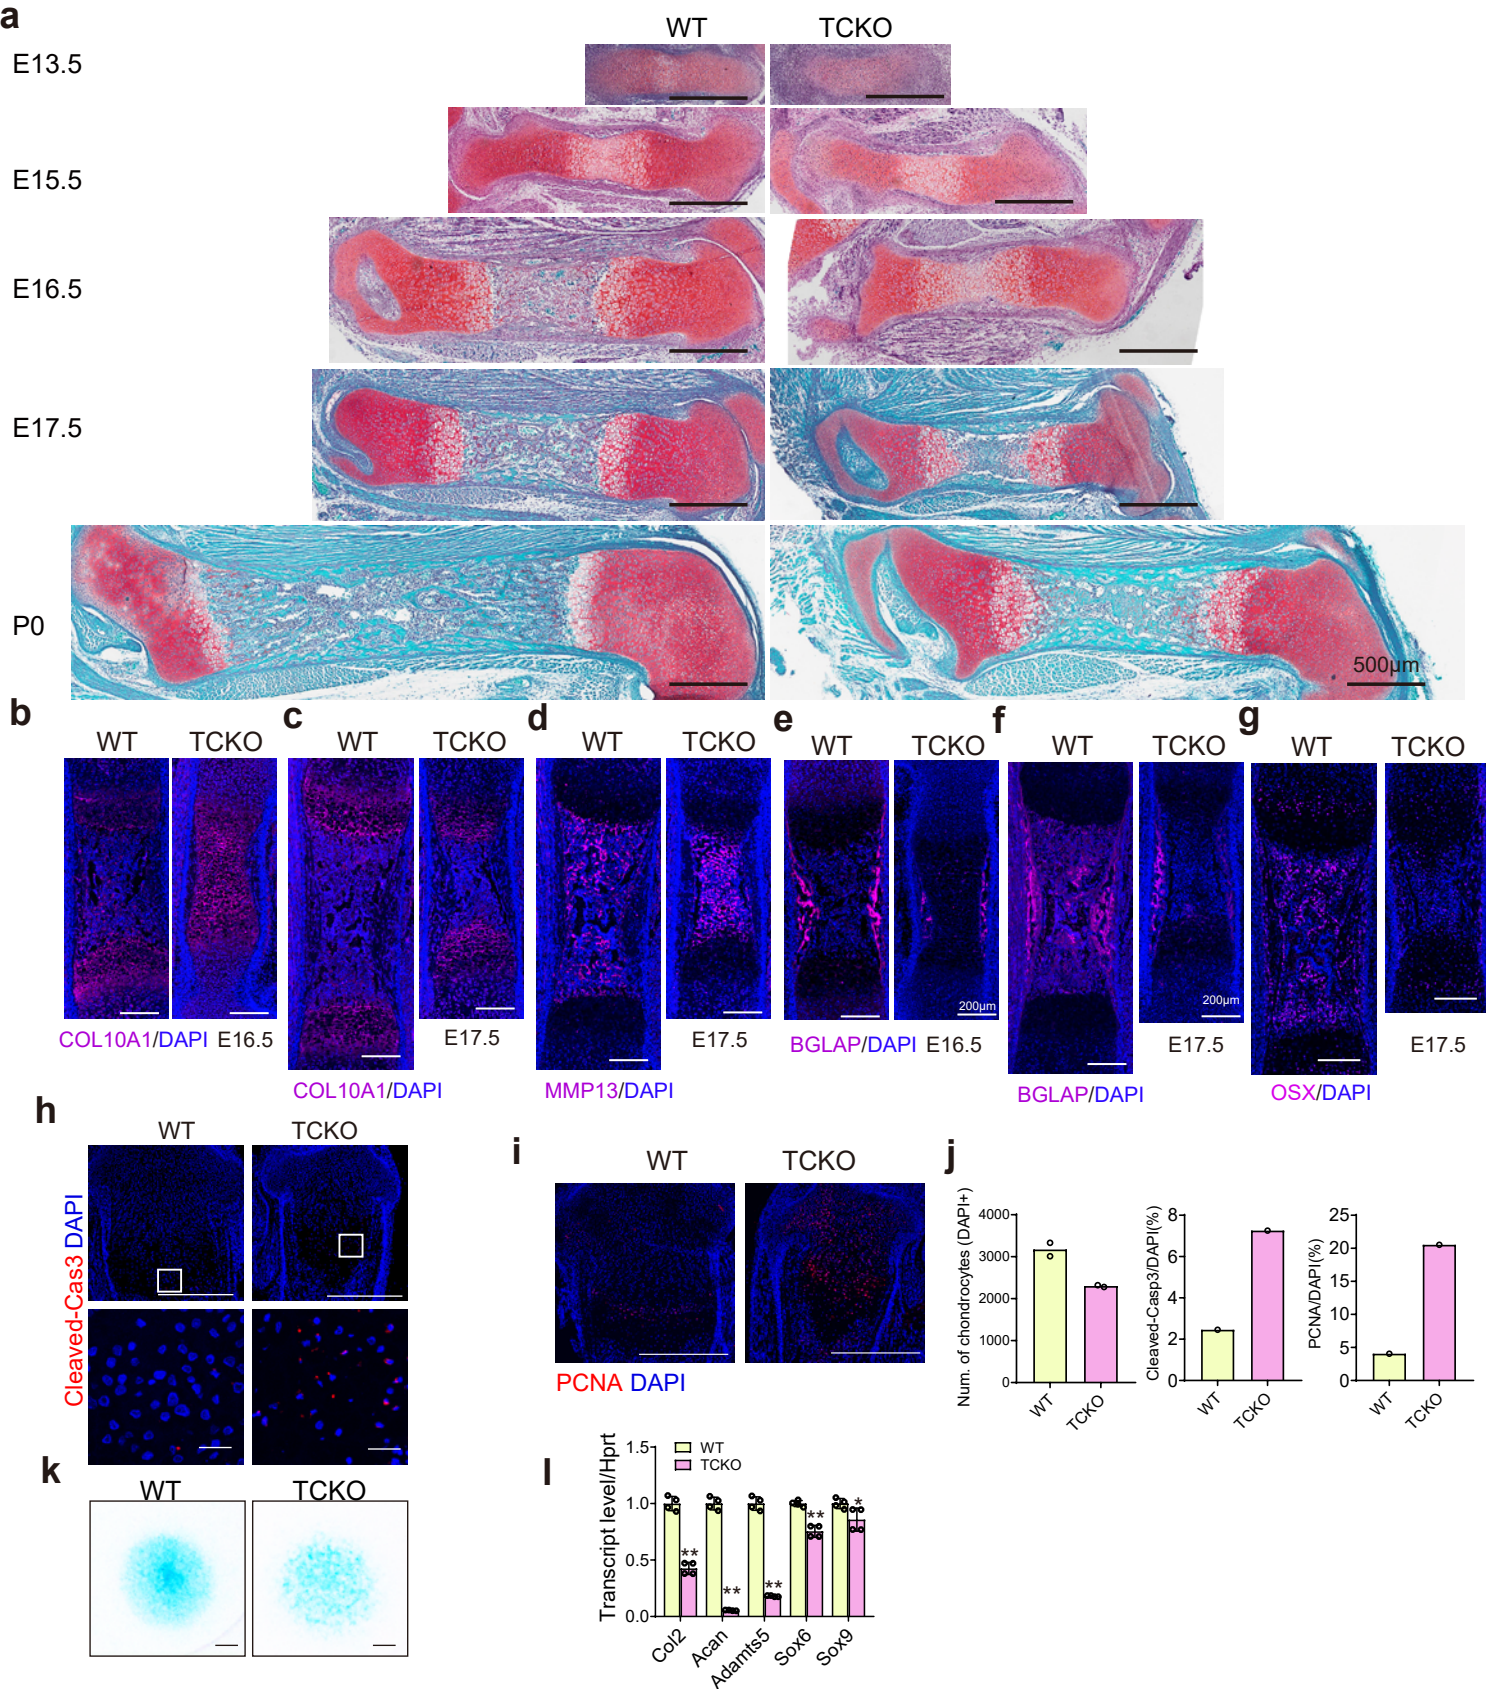 a
WT
TCKO
E13.5
E15.5
E16.5
E17.5
P0
500μm
b
c
d
e
f
g
WT
TCKO
WT
TCKO
WT
TCKO
WT
TCKO
WT
TCKO
WT
TCKO
200μm
200μm
COL10A1/DAPI E16.5
E17.5
COL10A1/DAPI
E17.5
MMP13/DAPI
BGLAP/DAPI E16.5
E17.5
BGLAP/DAPI
E17.5
OSX/DAPI
h
WT
TCKO
Cleaved-Cas3 DAPI
i
WT
TCKO
PCNA DAPI
j
Num. of chondrocytes (DAPI+)
4000
3000
2000
1000
0
WT
TCKO
Cleaved-Casp3/DAPI(%)
8
6
4
2
0
WT
TCKO
PCNA/DAPI(%)
25
20
15
10
5
0
WT
TCKO
k
WT
TCKO
l
Transcript level/Hprt
1.5
1.0
0.5
0.0
WT
TCKO
**
**
**
**
*
Col2
Acan
Adamts5
Sox6
Sox9